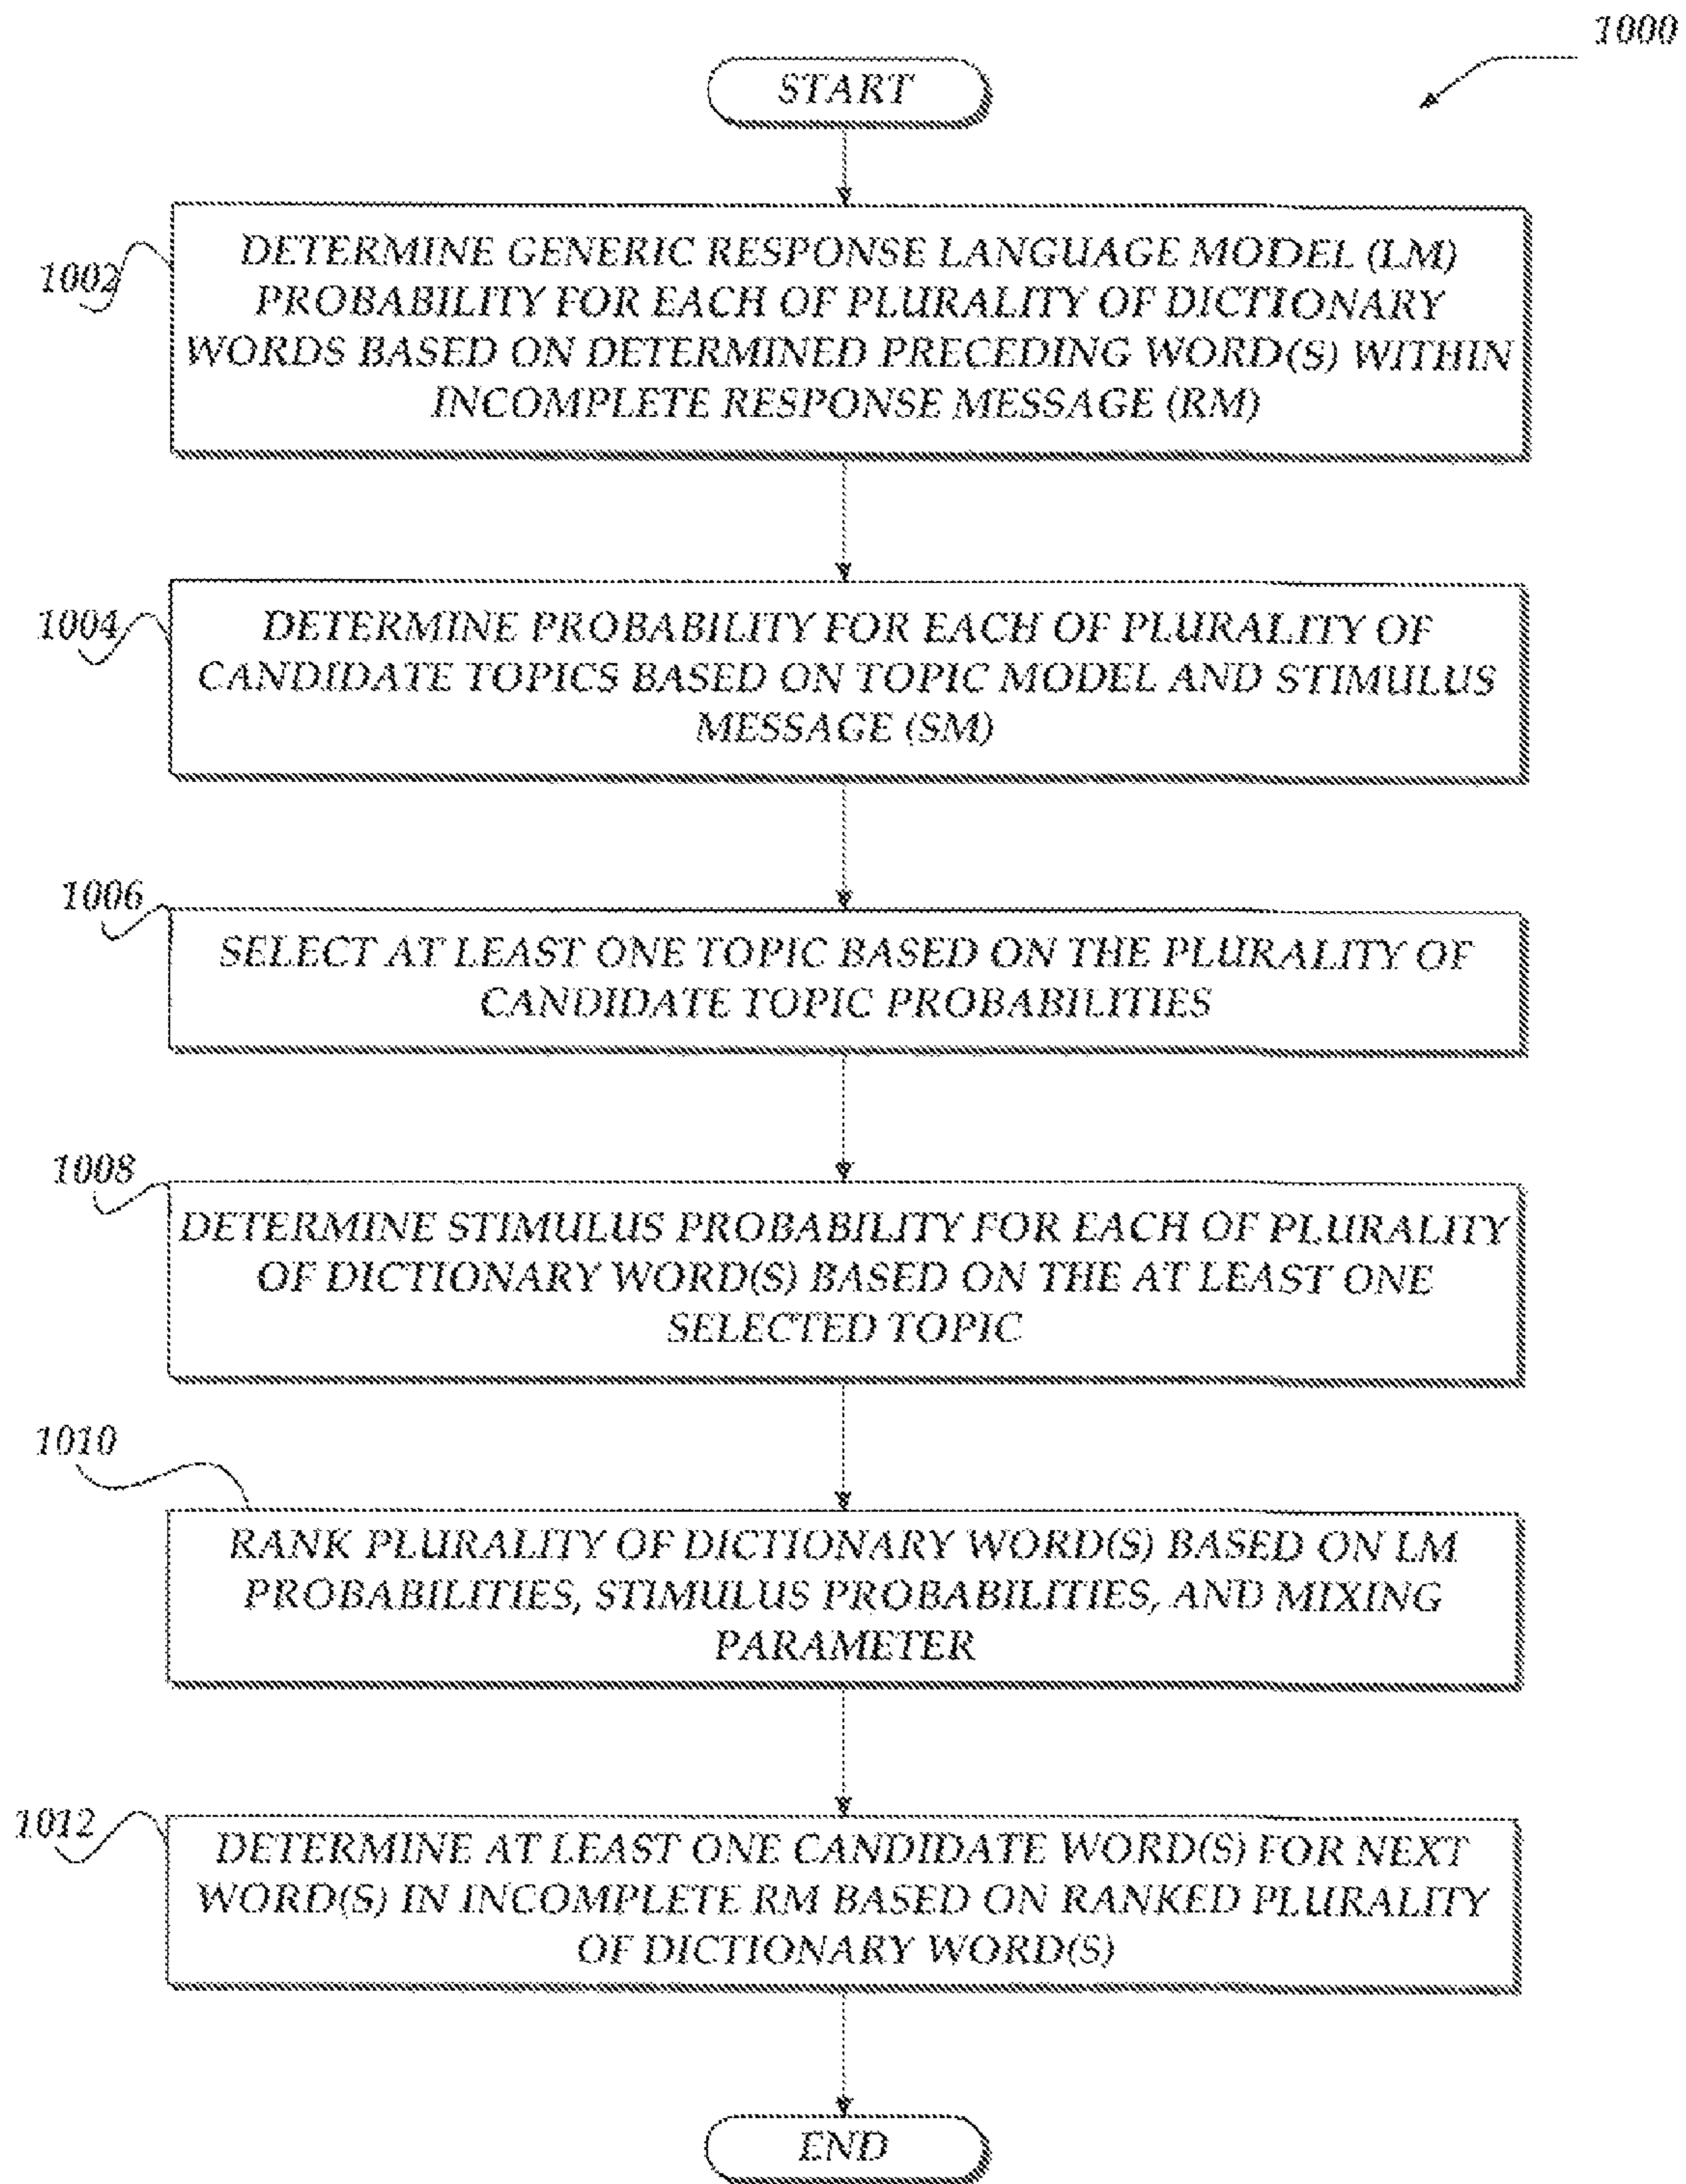 1000
START
1002
DETERMINE GENERIC RESPONSE LANGUAGE MODEL (LM)
PROBABILITY FOR EACH OF PLURALITY OF DICTIONARY
WORDS BASED ON DETERMINED PRECEDING WORD(S) WITHIN
INCOMPLETE RESPONSE MESSAGE (RM)
1004
DETERMINE PROBABILITY FOR EACH OF PLURALITY OF
CANDIDATE TOPICS BASED ON TOPIC MODEL AND STIMULUS
MESSAGE (SM)
1006
SELECT AT LEAST ONE TOPIC BASED ON THE PLURALITY OF
CANDIDATE TOPIC PROBABILITIES
1008
DETERMINE STIMULUS PROBABILITY FOR EACH OF PLURALITY
OF DICTIONARY WORD(S) BASED ON THE AT LEAST ONE
SELECTED TOPIC
1010
RANK PLURALITY OF DICTIONARY WORD(S) BASED ON LM
PROBABILITIES, STIMULUS PROBABILITIES, AND MIXING
PARAMETER
1012
DETERMINE AT LEAST ONE CANDIDATE WORD(S) FOR NEXT
WORD(S) IN INCOMPLETE RM BASED ON RANKED PLURALITY
OF DICTIONARY WORD(S)
END